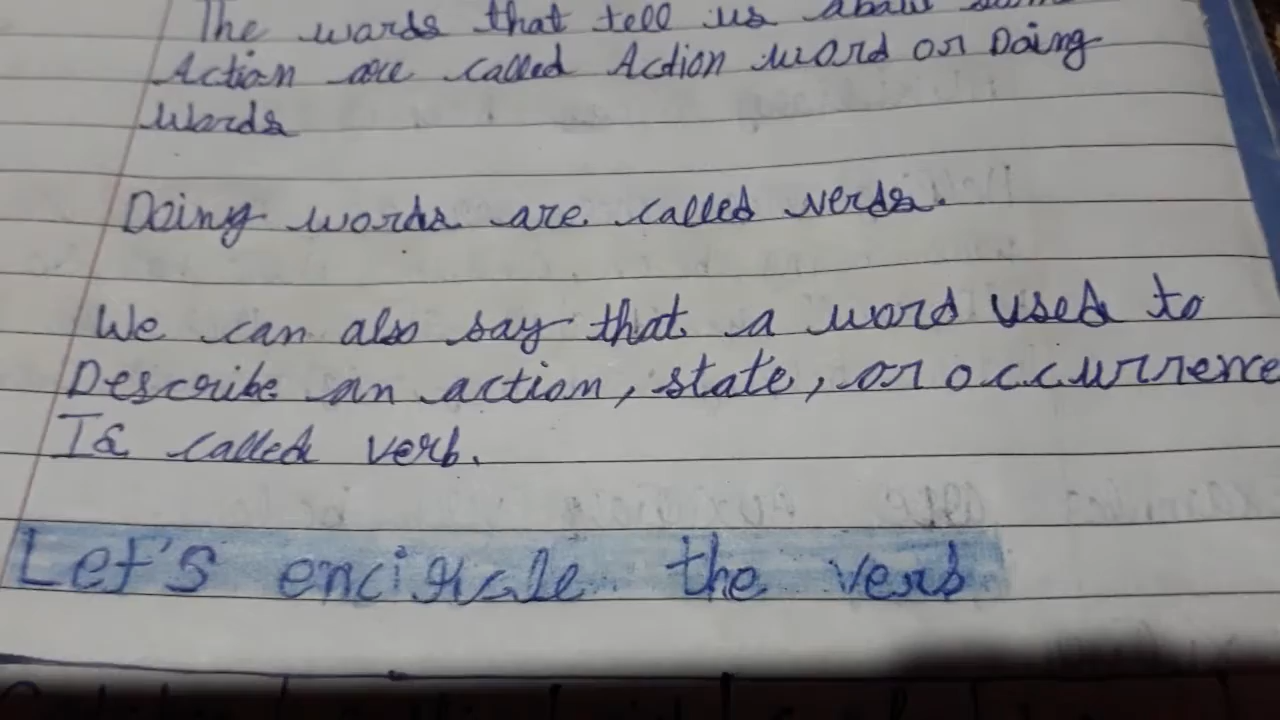 The words that tell us about some
Action are called Action word or Doing
Words
Doing words are called verbs.
We can also say that a word used to
Describe an action, state, or occurrence
Is called verb.
Let's encircle the verb